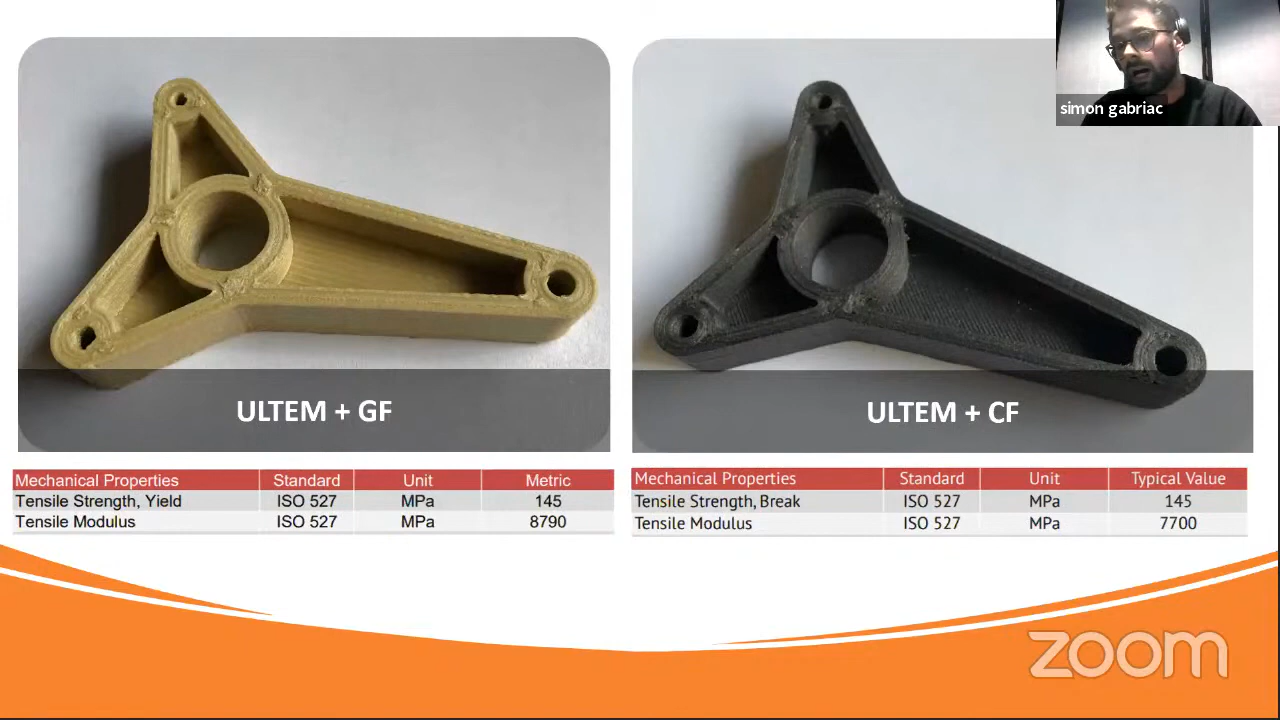 simon gabriac
ULTEM + GF
ULTEM + CF
Mechanical Properties Standard Unit Metric
Tensile Strength, Yield ISO 527 MPa 145
Tensile Modulus ISO 527 MPa 8790
Mechanical Properties Standard Unit Typical Value
Tensile Strength, Break ISO 527 MPa 145
Tensile Modulus ISO 527 MPa 7700
zoom